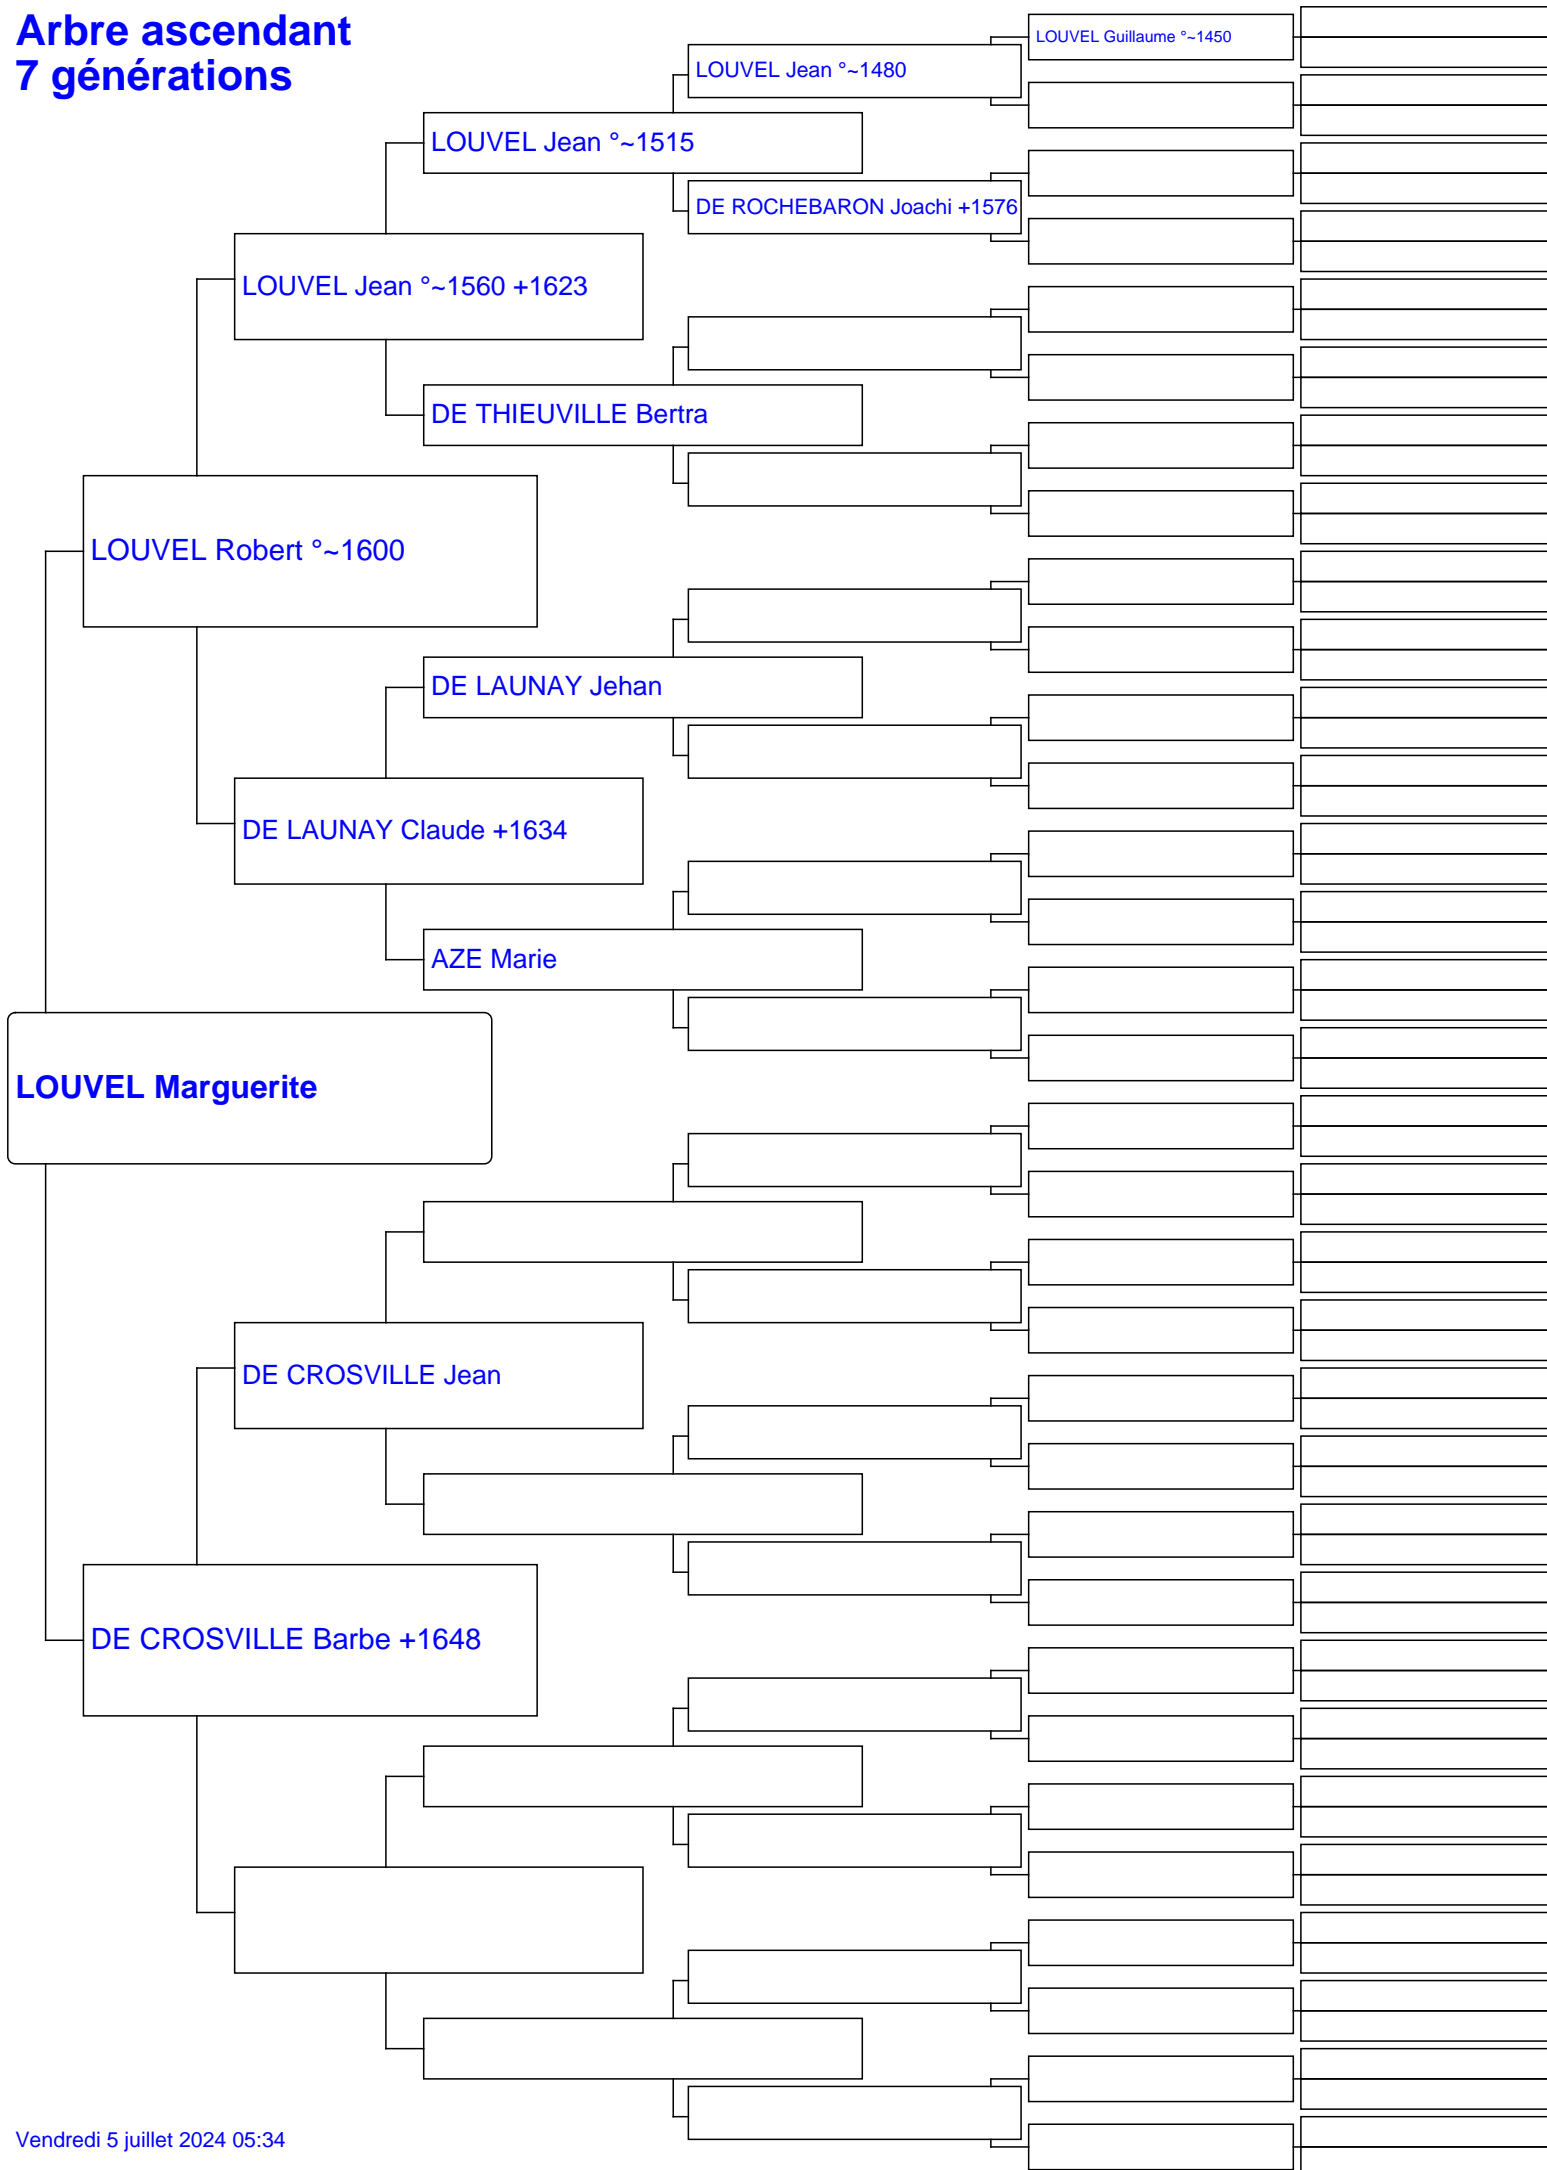 Arbre ascendant
7 générations
LOUVEL Guillaume °~1450
LOUVEL Jean °~1480
LOUVEL Jean °~1515
DE ROCHEBARON Joachi +1576
LOUVEL Jean °~1560 +1623
DE THIEUVILLE Bertra
LOUVEL Robert °~1600
DE LAUNAY Jehan
DE LAUNAY Claude +1634
AZE Marie
LOUVEL Marguerite
DE CROSVILLE Jean
DE CROSVILLE Barbe +1648
Vendredi 5 juillet 2024 05:34